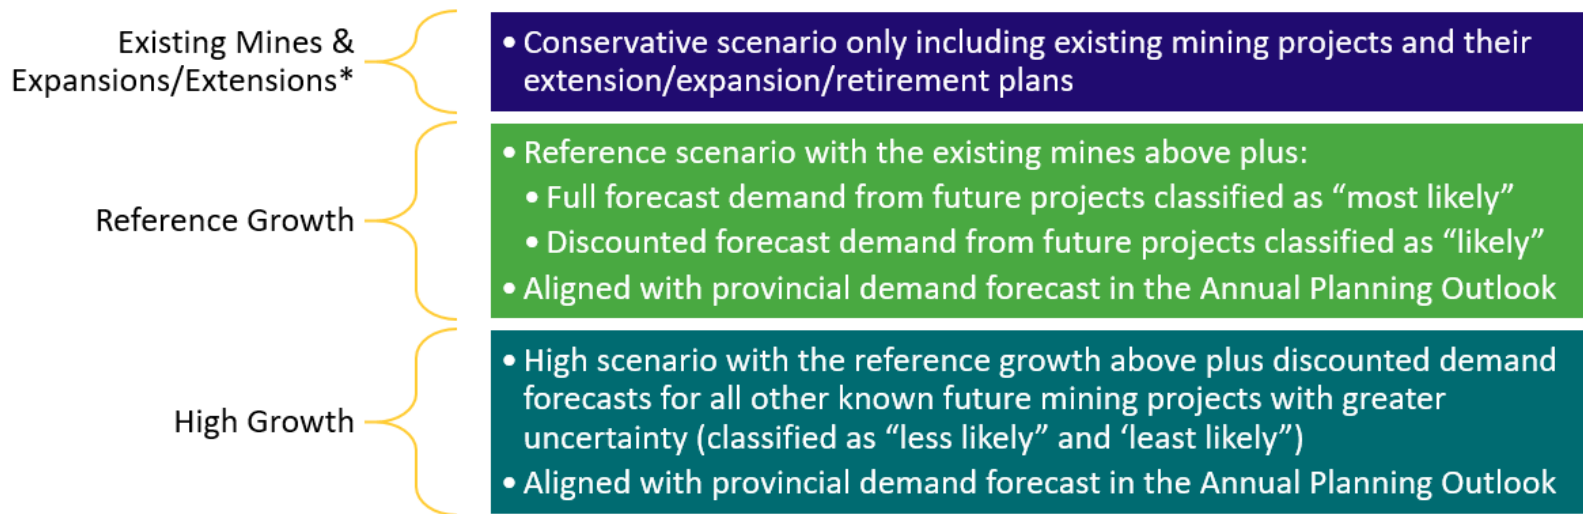 Existing Mines &
Expansions/Extensions*
• Conservative scenario only including existing mining projects and their
extension/expansion/retirement plans
Reference Growth
• Reference scenario with the existing mines above plus:
• Full forecast demand from future projects classified as “most likely”
• Discounted forecast demand from future projects classified as “likely”
• Aligned with provincial demand forecast in the Annual Planning Outlook
High Growth
• High scenario with the reference growth above plus discounted demand
forecasts for all other known future mining projects with greater
uncertainty (classified as “less likely” and ‘least likely”)
• Aligned with provincial demand forecast in the Annual Planning Outlook